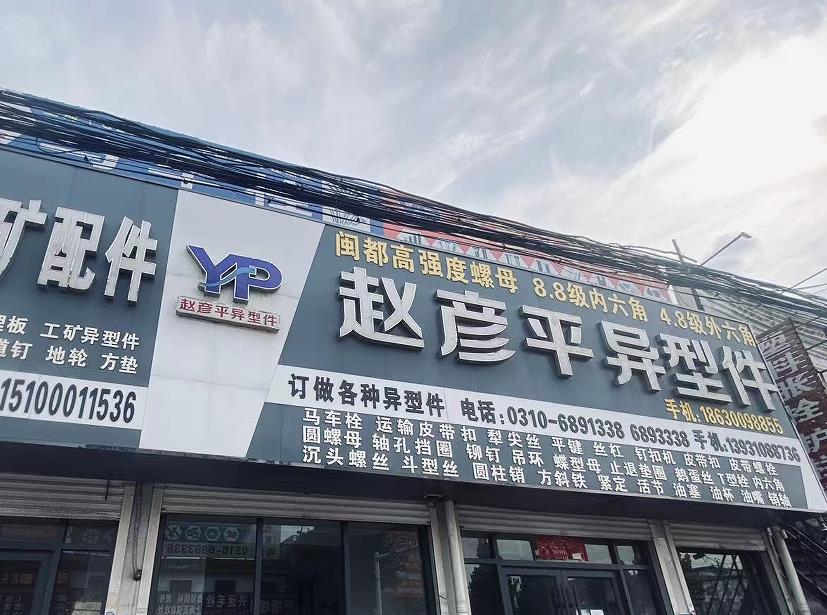 矿配件
工矿异型件
道钉 地轮 方垫
15100011536
YP
赵彦平异型件
闽都高强度螺母 8.8级内六角 4.8级外六角
赵彦平异型件
手机.18630098855
订做各种异型件 电话:0310-6891338 6893338 手机.13931088736
马车栓 运输皮带扣 犁尖丝 平键 丝杠 钉扣机 皮带扣 皮带螺栓
圆螺母 轴孔挡圈 铆钉 吊环 蝶型母 止退垫圈 鹅蛋丝 T型栓 内六角
沉头螺丝 斗型丝 圆柱销 方斜铁 紧定 活节 油塞 油杯 油嘴 销轴
0310-6893338